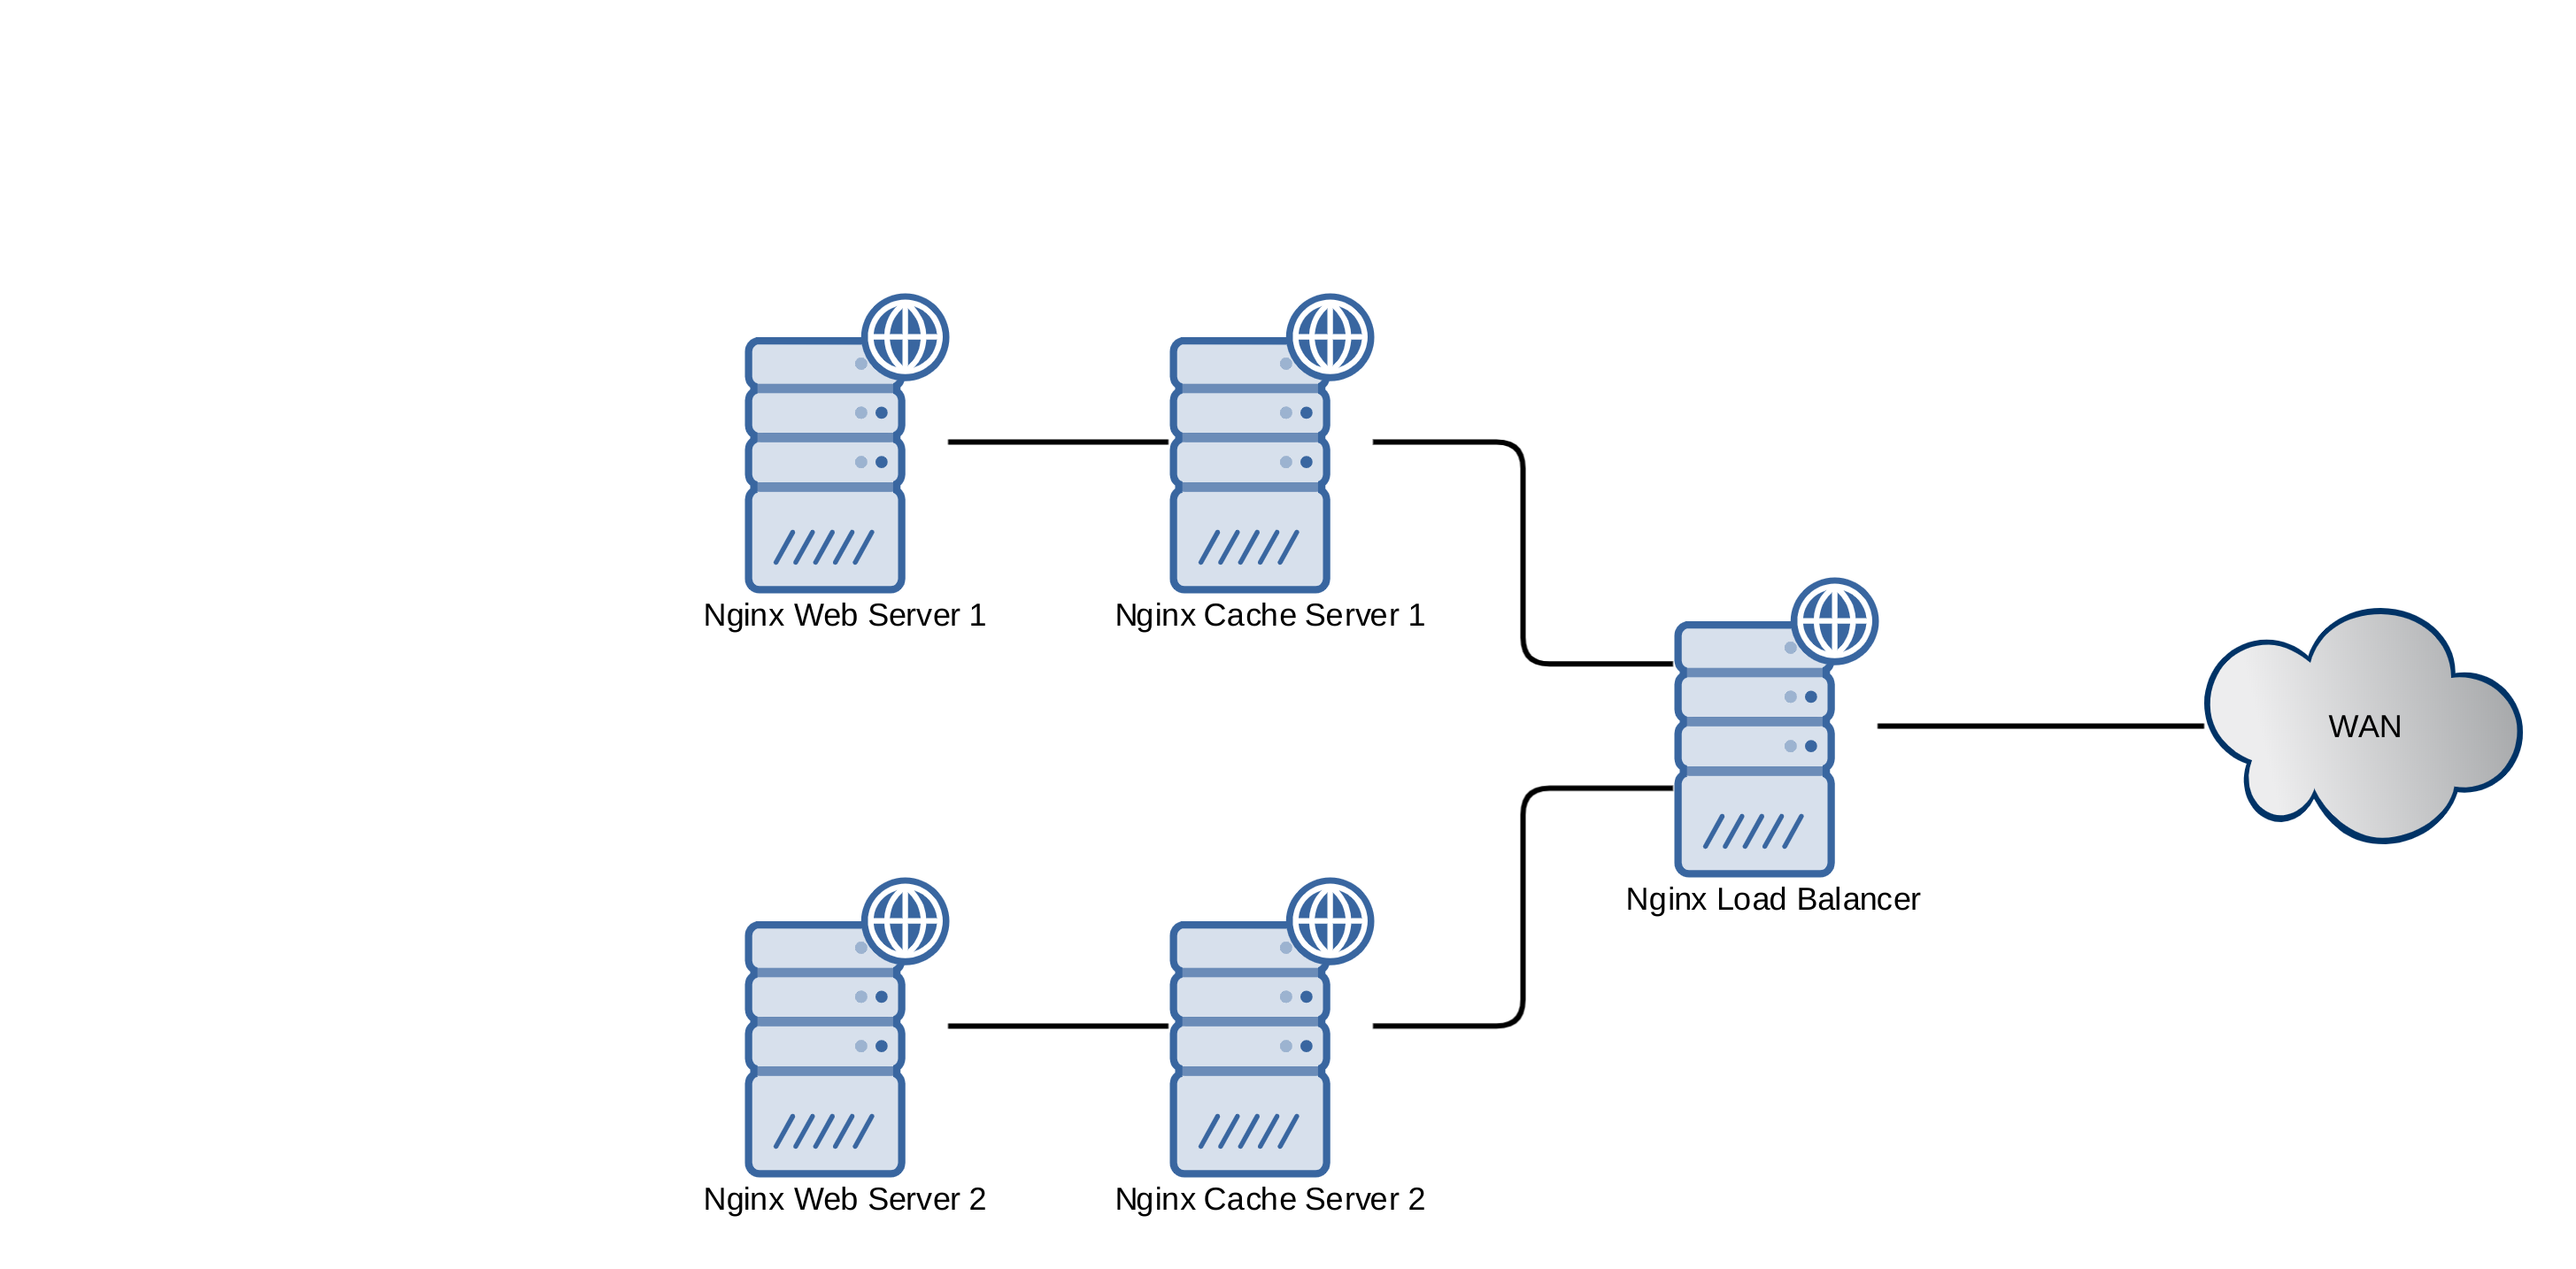 Nginx Web Server 1
Nginx Cache Server 1
Nginx Load Balancer
WAN
Nginx Web Server 2
Nginx Cache Server 2